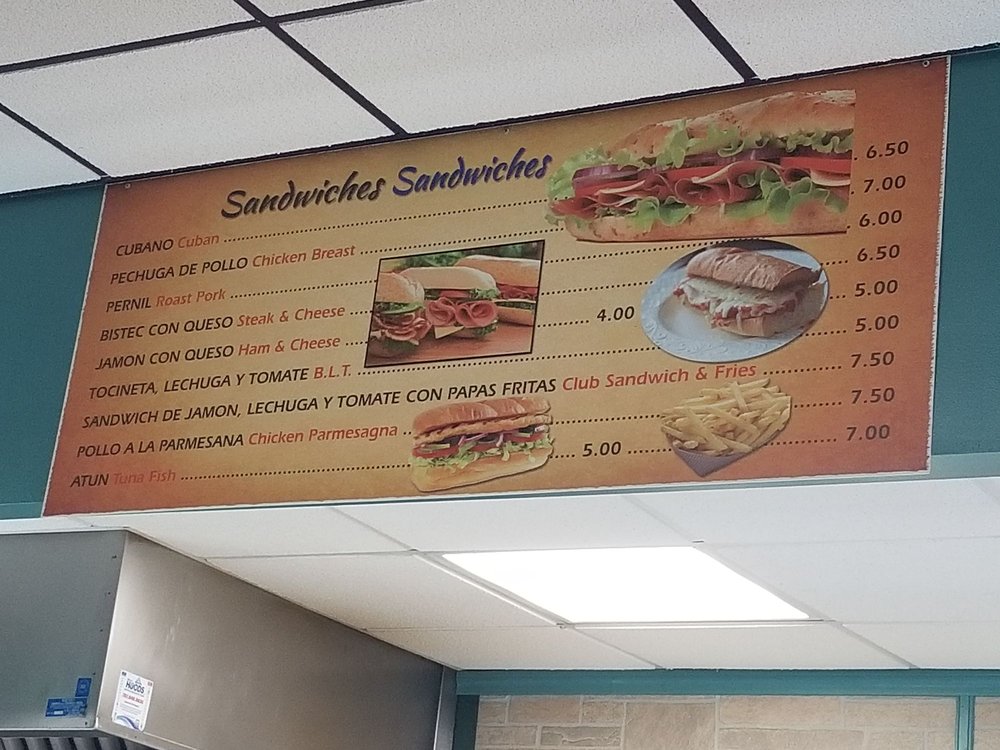 Sandwiches Sandwiches
CUBANO Cuban 6.50
PECHUGA DE POLLO Chicken Breast 7.00
PERNIL Roast Pork 6.00
BISTEC CON QUESO Steak & Cheese 6.50
JAMON CON QUESO Ham & Cheese 4.00 5.00
TOCINETA, LECHUGA Y TOMATE B.L.T. 5.00
SANDWICH DE JAMON, LECHUGA Y TOMATE CON PAPAS FRITAS Club Sandwich & Fries 7.50
POLLO A LA PARMESANA Chicken Parmesagna 7.50
ATUN Tuna Fish 5.00 7.00
HOODS